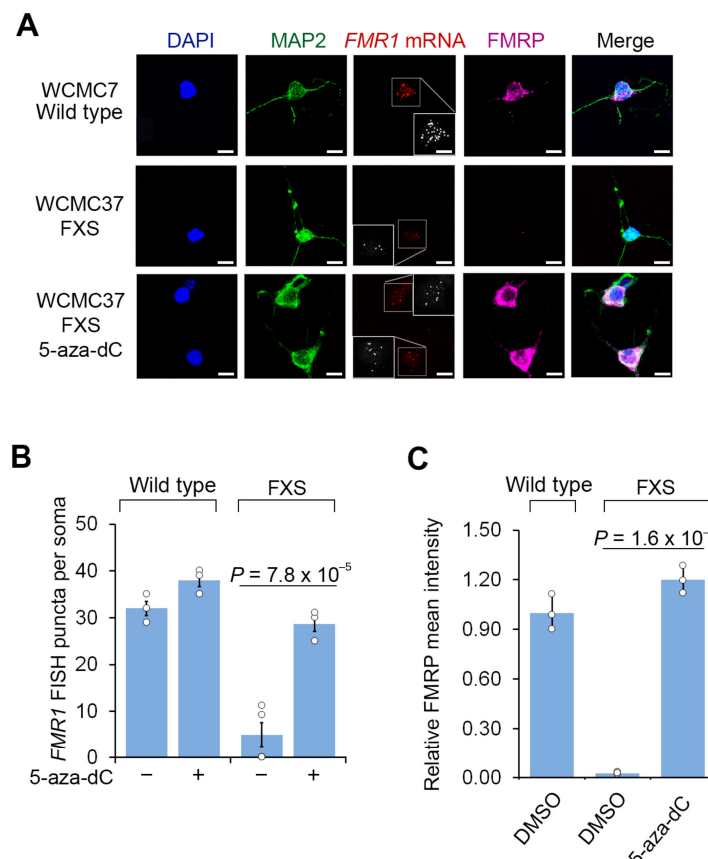 A
DAPI MAP2 FMR1 mRNA FMRP Merge
WCMC7
Wild type
WCMC37
FXS
WCMC37
FXS
5-aza-dC
B
Wild type FXS
FMR1 FISH puncta per soma
50
40
30
20
10
0
P = 7.8 x 10⁻⁵
5-aza-dC − + − +
C
Wild type FXS
Relative FMRP mean intensity
1.50
1.20
0.90
0.60
0.30
0.00
P = 1.6 x 10⁻
DMSO DMSO 5-aza-dC